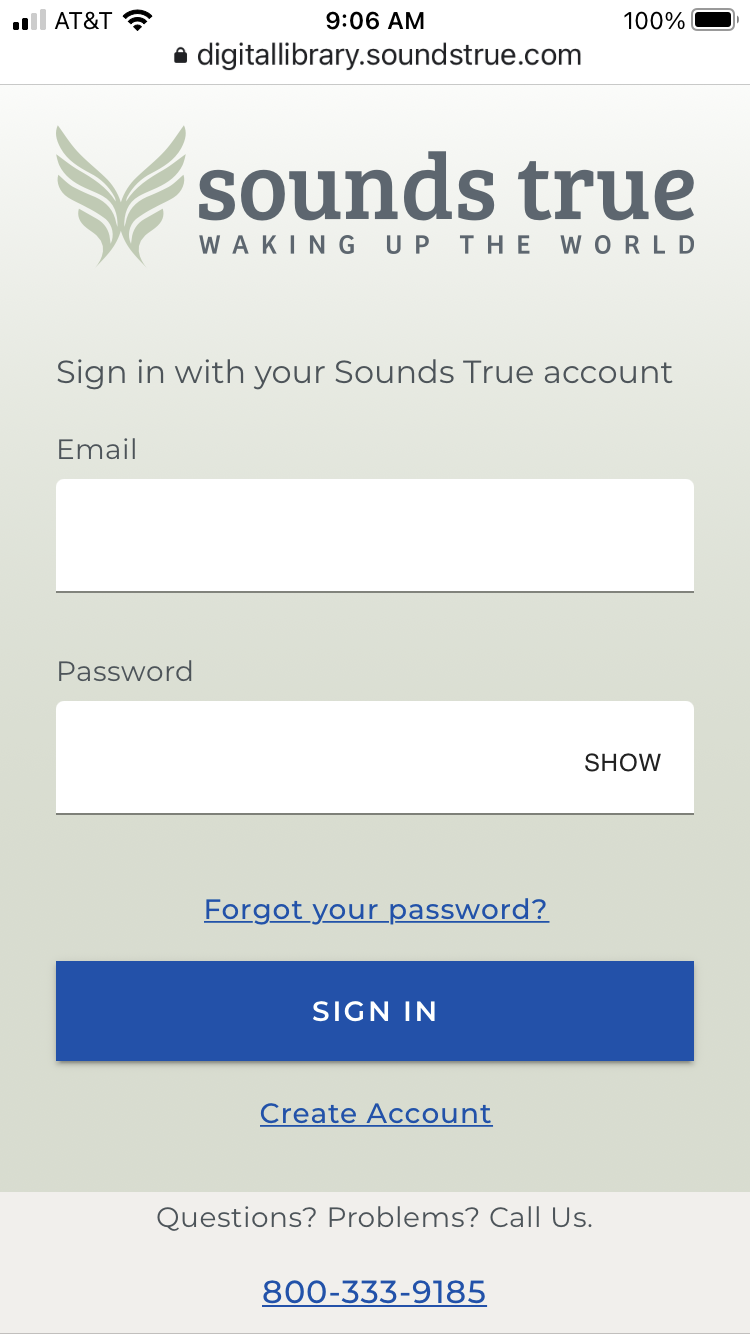 AT&T 9:06 AM 100%
digitallibrary.soundstrue.com
sounds true
WAKING UP THE WORLD
Sign in with your Sounds True account
Email
Password
SHOW
Forgot your password?
SIGN IN
Create Account
Questions? Problems? Call Us.
800-333-9185